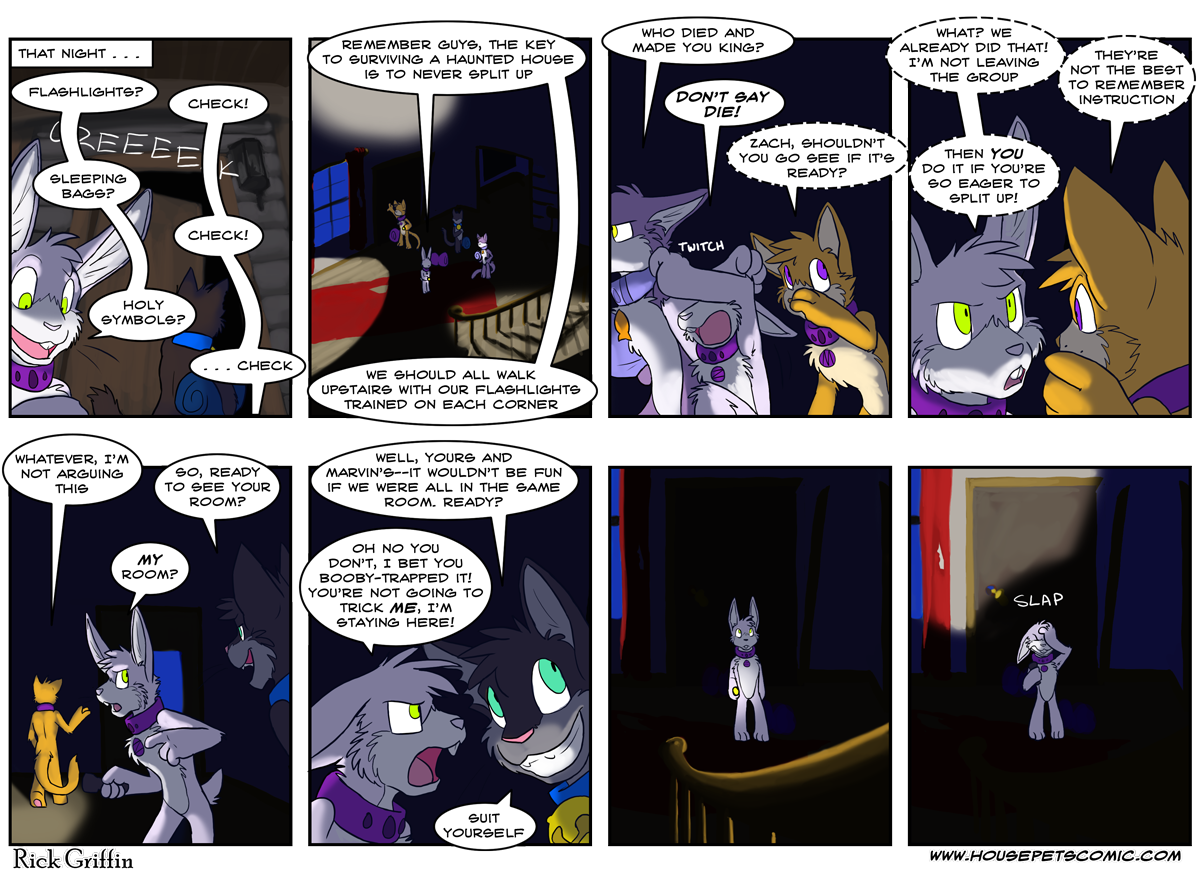 THAT NIGHT . . .
FLASHLIGHTS?
CHECK!
CREEEEEK
SLEEPING
BAGS?
CHECK!
HOLY
SYMBOLS?
. . . CHECK
REMEMBER GUYS, THE KEY
TO SURVIVING A HAUNTED HOUSE
IS TO NEVER SPLIT UP
WE SHOULD ALL WALK
UPSTAIRS WITH OUR FLASHLIGHTS
TRAINED ON EACH CORNER
WHO DIED AND
MADE YOU KING?
DON'T SAY
DIE!
ZACH, SHOULDN'T
YOU GO SEE IF IT'S
READY?
TWITCH
WHAT? WE
ALREADY DID THAT!
I'M NOT LEAVING
THE GROUP
THEY'RE
NOT THE BEST
TO REMEMBER
INSTRUCTION
THEN YOU
DO IT IF YOU'RE
SO EAGER TO
SPLIT UP!
WHATEVER, I'M
NOT ARGUING
THIS
SO, READY
TO SEE YOUR
ROOM?
MY
ROOM?
WELL, YOURS AND
MARVIN'S--IT WOULDN'T BE FUN
IF WE WERE ALL IN THE SAME
ROOM. READY?
OH NO YOU
DON'T, I BET YOU
BOOBY-TRAPPED IT!
YOU'RE NOT GOING TO
TRICK ME, I'M
STAYING HERE!
SUIT
YOURSELF
SLAP
Rick Griffin
WWW.HOUSEPETSCOMIC.COM